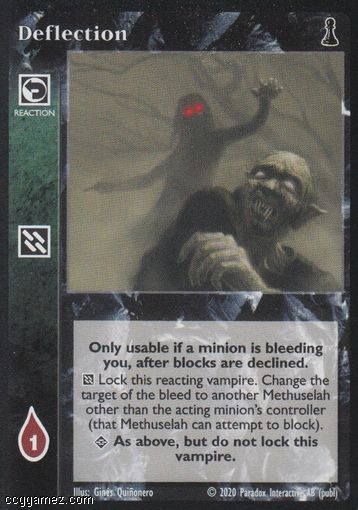 Deflection
REACTION
Only usable if a minion is bleeding
you, after blocks are declined.
Lock this reacting vampire. Change the
target of the bleed to another Methuselah
other than the acting minion's controller
(that Methuselah can attempt to block).
As above, but do not lock this
vampire.
1
Illus: Ginés Quiñonero © 2020 Paradox Interactive AB (publ)
ccggamez.com